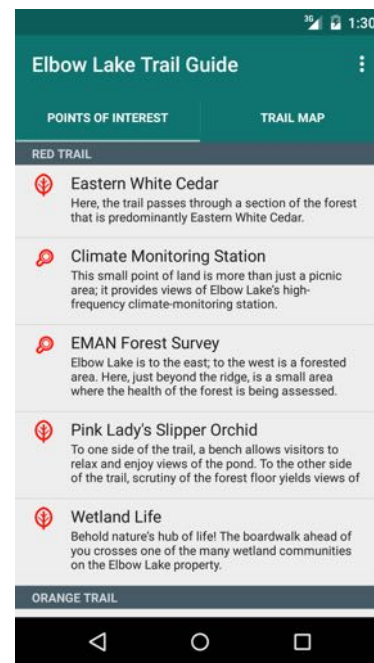 3G 1:30
Elbow Lake Trail Guide
POINTS OF INTEREST TRAIL MAP
RED TRAIL
Eastern White Cedar
Here, the trail passes through a section of the forest
that is predominantly Eastern White Cedar.
Climate Monitoring Station
This small point of land is more than just a picnic
area; it provides views of Elbow Lake's high-
frequency climate-monitoring station.
EMAN Forest Survey
Elbow Lake is to the east; to the west is a forested
area. Here, just beyond the ridge, is a small area
where the health of the forest is being assessed.
Pink Lady's Slipper Orchid
To one side of the trail, a bench allows visitors to
relax and enjoy views of the pond. To the other side
of the trail, scrutiny of the forest floor yields views of
Wetland Life
Behold nature's hub of life! The boardwalk ahead of
you crosses one of the many wetland communities
on the Elbow Lake property.
ORANGE TRAIL